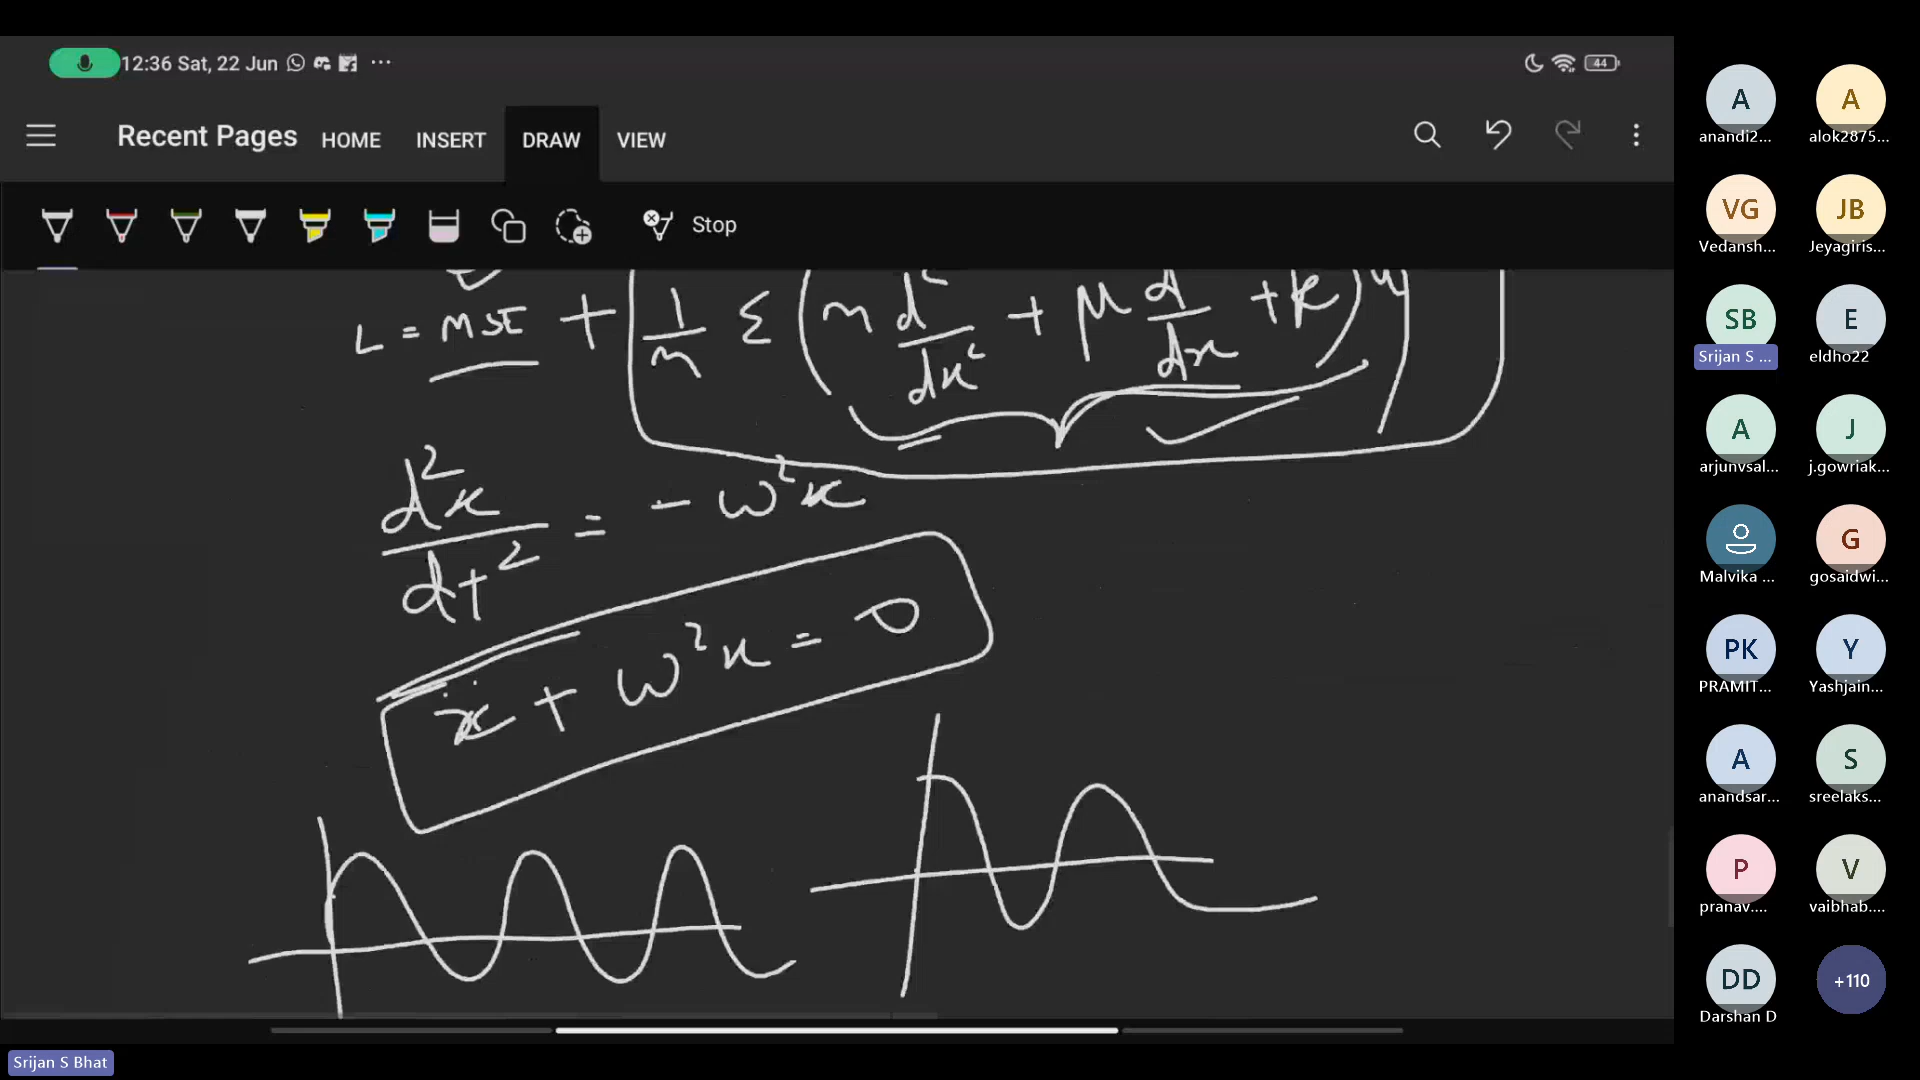 12:36 Sat, 22 Jun ...
44
Recent Pages HOME INSERT DRAW VIEW
Stop
L = MSE + 1/m Σ (m d²/dx² + μ d/dx + k) u
d²x/dt² = - ω²x
ẍ + ω²x = 0
A A
anandi2... alok2875...
VG JB
Vedansh... Jeyagiris...
SB E
Srijan S ... eldho22
A J
arjunvsal... j.gowriak...
G
Malvika ... gosaidwi...
PK Y
PRAMIT... Yashjain...
A S
anandsar... sreelaks...
P V
pranav.... vaibhab....
DD +110
Darshan D
Srijan S Bhat